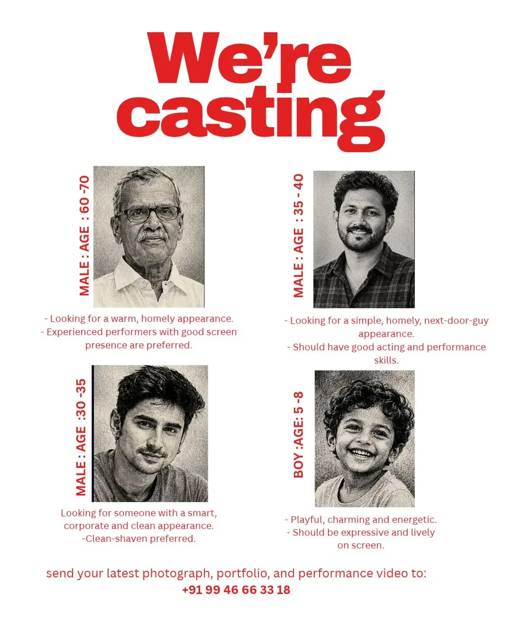 We're
casting
MALE : AGE : 60 -70
- Looking for a warm, homely appearance.
- Experienced performers with good screen
presence are preferred.
MALE : AGE : 35 - 40
- Looking for a simple, homely, next-door-guy
appearance.
- Should have good acting and performance
skills.
MALE : AGE :30 -35
Looking for someone with a smart,
corporate and clean appearance.
-Clean-shaven preferred.
BOY :AGE: 5 -8
- Playful, charming and energetic.
- Should be expressive and lively
on screen.
send your latest photograph, portfolio, and performance video to:
+91 99 46 66 33 18